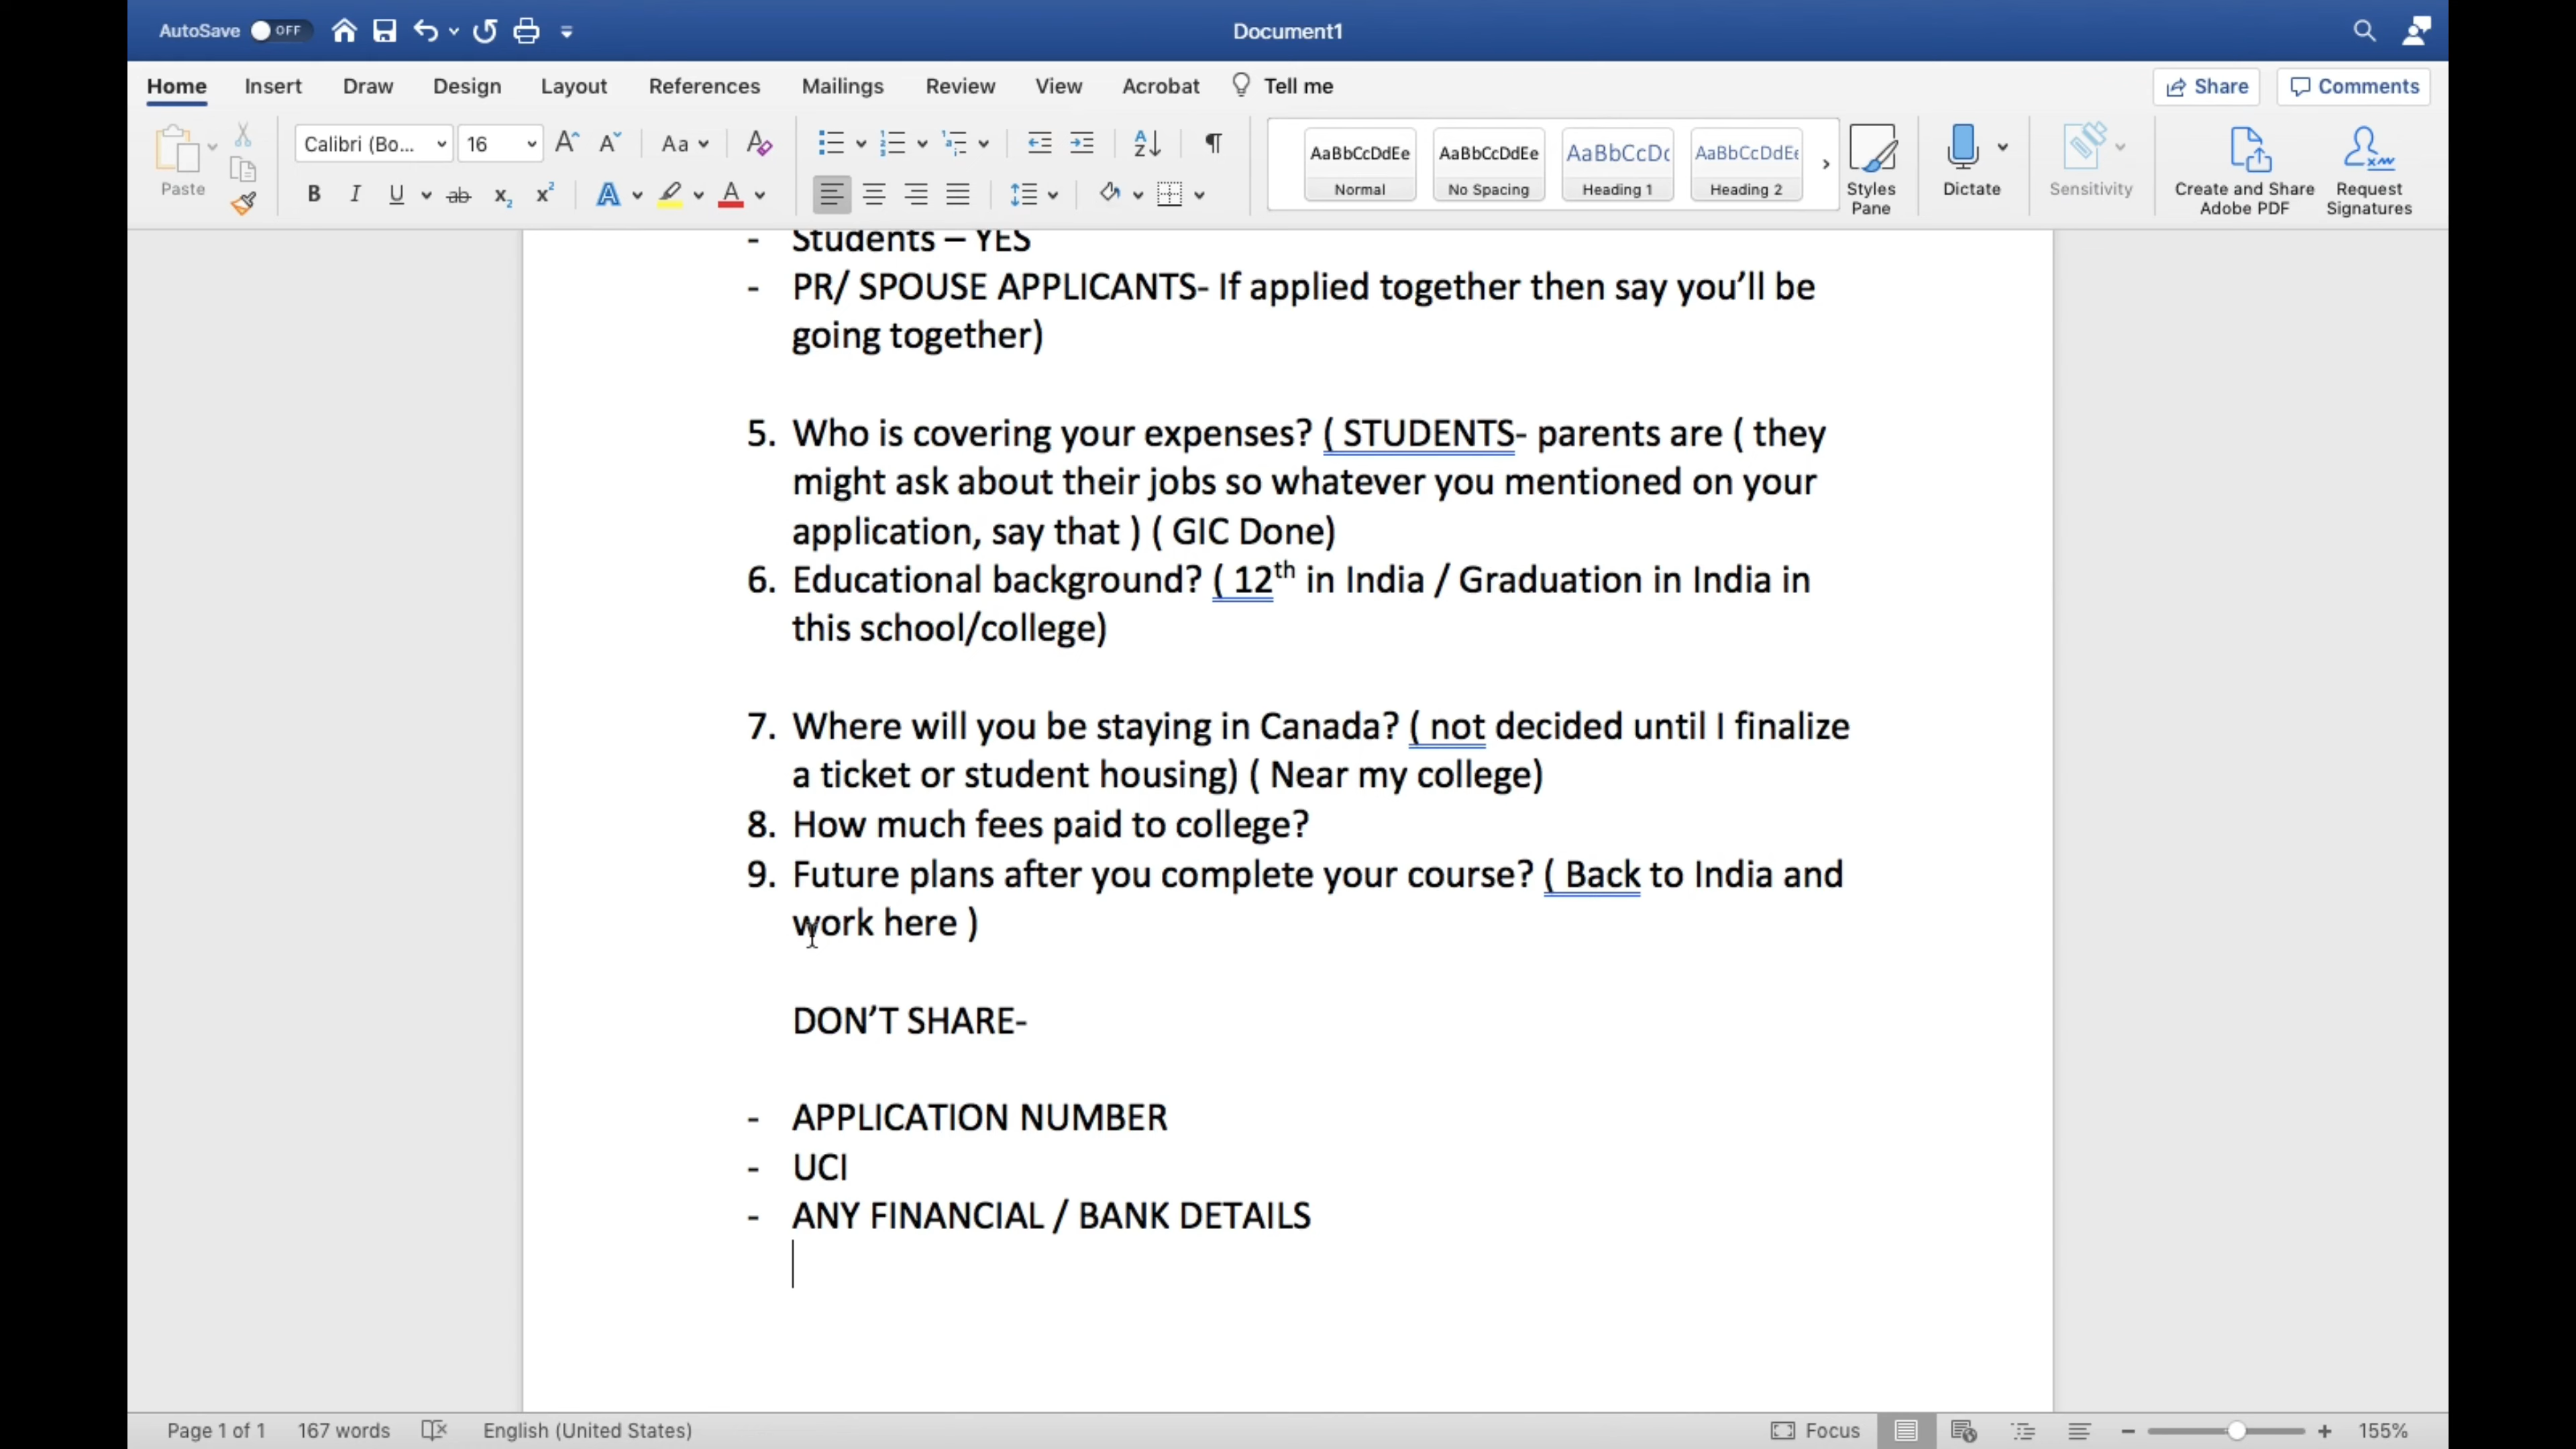 AutoSave OFF Document1
Home Insert Draw Design Layout References Mailings Review View Acrobat Tell me Share Comments
Paste Calibri (Bo... 16 Aa
AaBbCcDdEe AaBbCcDdEe AaBbCcDc AaBbCcDdEe
Normal No Spacing Heading 1 Heading 2
Styles Pane Dictate Sensitivity Create and Share Adobe PDF Request Signatures
- Students – YES
- PR/ SPOUSE APPLICANTS- If applied together then say you’ll be
going together)
5. Who is covering your expenses? ( STUDENTS- parents are ( they
might ask about their jobs so whatever you mentioned on your
application, say that ) ( GIC Done)
6. Educational background? ( 12th in India / Graduation in India in
this school/college)
7. Where will you be staying in Canada? ( not decided until I finalize
a ticket or student housing) ( Near my college)
8. How much fees paid to college?
9. Future plans after you complete your course? ( Back to India and
work here )
DON’T SHARE-
- APPLICATION NUMBER
- UCI
- ANY FINANCIAL / BANK DETAILS
Page 1 of 1 167 words English (United States) Focus 155%